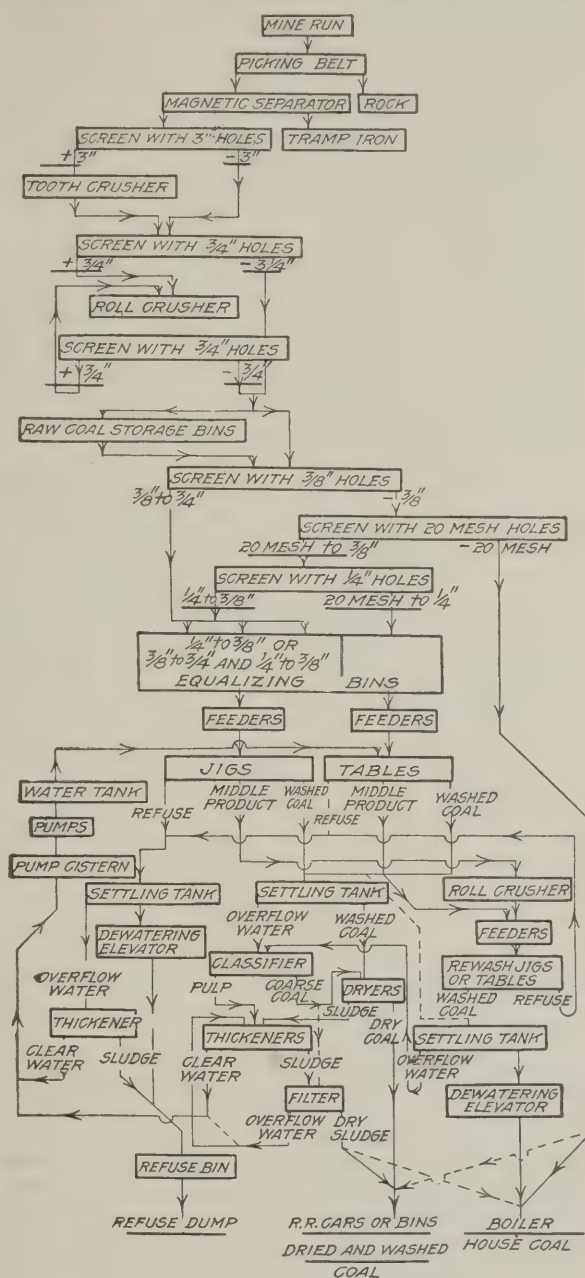 MINE RUN
PICKING BELT
MAGNETIC SEPARATOR
ROCK
SCREEN WITH 3" HOLES
TRAMP IRON
+ 3"
- 3"
TOOTH CRUSHER
SCREEN WITH 3/4" HOLES
+ 3/4"
- 3 1/4"
ROLL CRUSHER
SCREEN WITH 3/4" HOLES
+ 3/4"
- 3/4"
RAW COAL STORAGE BINS
SCREEN WITH 3/8" HOLES
3/8" to 3/4"
- 3/8"
SCREEN WITH 20 MESH HOLES
20 MESH to 3/8"
-20 MESH
SCREEN WITH 1/4" HOLES
1/4" to 3/8"
20 MESH to 1/4"
1/4" to 3/8" OR
3/8" to 3/4" AND 1/4" to 3/8"
EQUALIZING BINS
FEEDERS
FEEDERS
JIGS
TABLES
WATER TANK
REFUSE
MIDDLE
PRODUCT
WASHED
COAL
REFUSE
MIDDLE
PRODUCT
WASHED
COAL
PUMPS
PUMP CISTERN
SETTLING TANK
SETTLING TANK
ROLL CRUSHER
DEWATERING
ELEVATOR
OVERFLOW
WATER
WASHED
COAL
FEEDERS
CLASSIFIER
REWASH JIGS
OR TABLES
OVERFLOW
WATER
PULP
COARSE
COAL
DRYERS
WASHED
COAL
REFUSE
THICKENER
SLUDGE
THICKENERS
DRY
COAL
SETTLING TANK
CLEAR
WATER
SLUDGE
CLEAR
WATER
SLUDGE
OVERFLOW
WATER
FILTER
DEWATERING
ELEVATOR
OVERFLOW
WATER
DRY
SLUDGE
REFUSE BIN
REFUSE DUMP
R.R. CARS OR BINS
DRIED AND WASHED
COAL
BOILER
HOUSE COAL